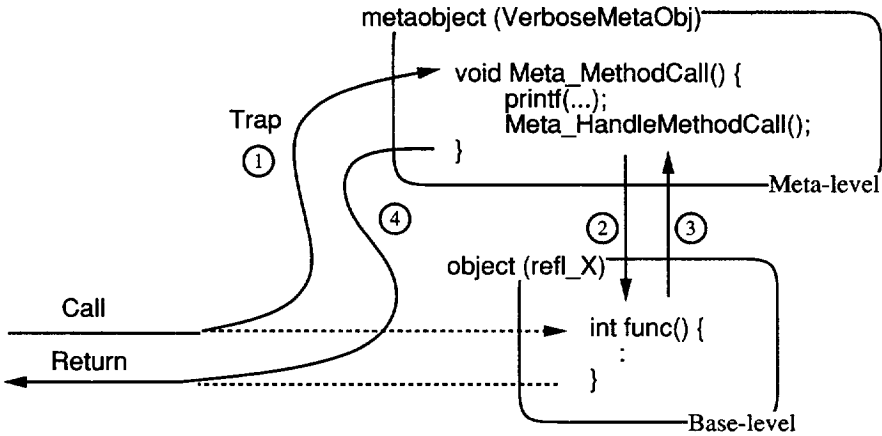 metaobject (VerboseMetaObj)
void Meta_MethodCall() {
printf(...);
Meta_HandleMethodCall();
}
Trap
1
Meta-level
4
2
3
object (refl_X)
Call
int func() {
:
}
Return
Base-level